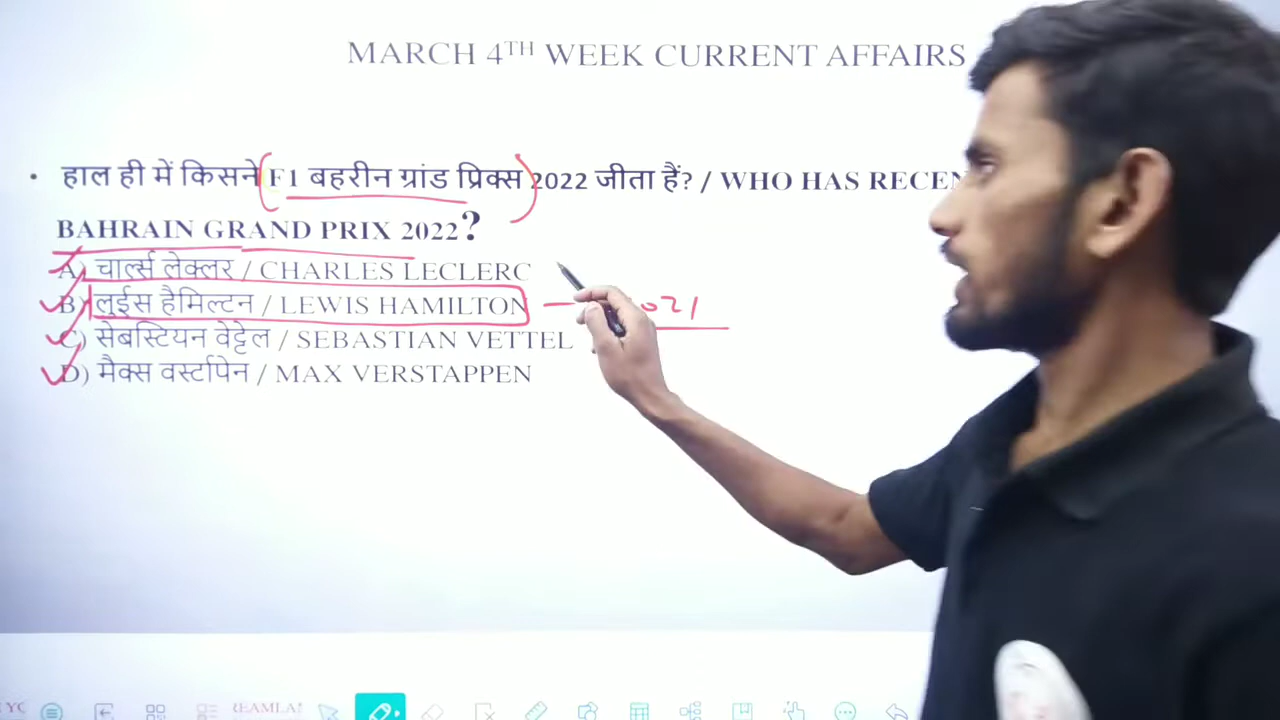 MARCH 4TH WEEK CURRENT AFFAIRS
• हाल ही में किसने F1 बहरीन ग्रांड प्रिक्स 2022 जीता हैं? / WHO HAS RECEN
BAHRAIN GRAND PRIX 2022?
A) चार्ल्स लेक्लर / CHARLES LECLERC
B) लुईस हैमिल्टन / LEWIS HAMILTON – 2021
C) सेबस्टियन वेट्टेल / SEBASTIAN VETTEL
D) मैक्स वर्स्टापेन / MAX VERSTAPPEN